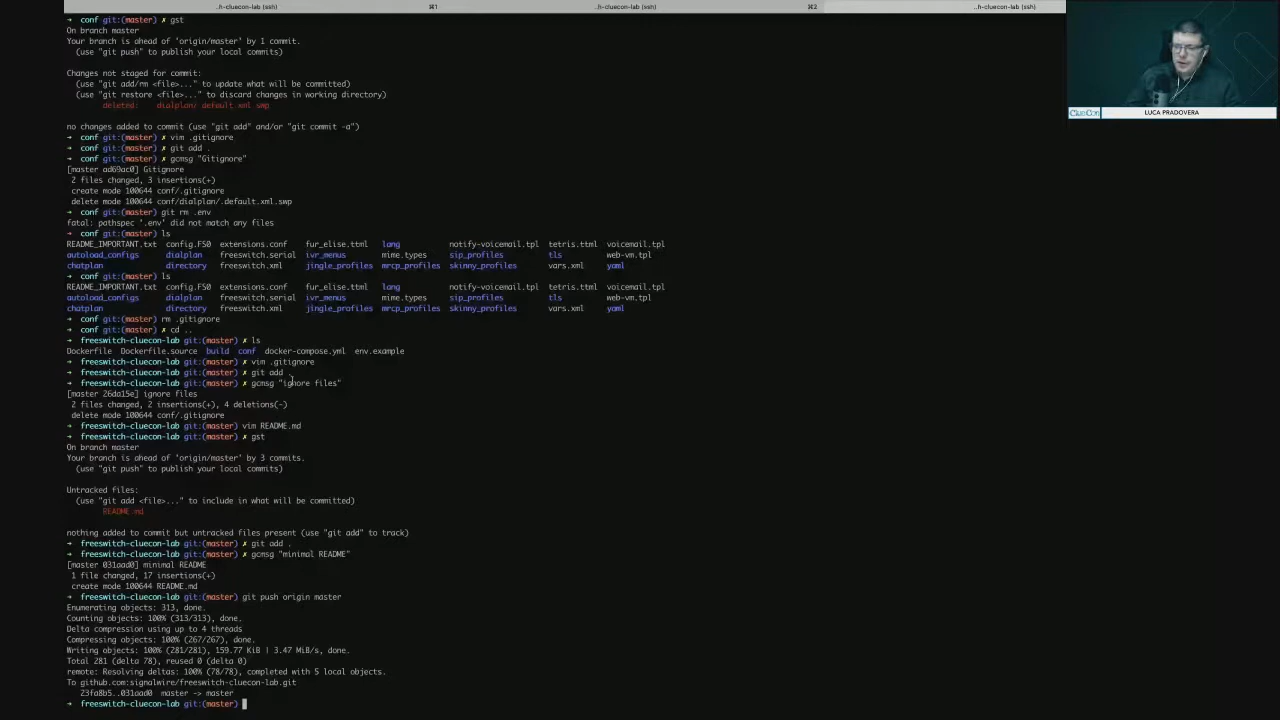 ..h-cluecon-lab (ssh) ⌘1 ..h-cluecon-lab (ssh) ⌘2 ..h-cluecon-lab (ssh)
➜ conf git:(master) ✗ gst
On branch master
Your branch is ahead of 'origin/master' by 1 commit.
(use "git push" to publish your local commits)
Changes not staged for commit:
(use "git add/rm <file>..." to update what will be committed)
(use "git restore <file>..." to discard changes in working directory)
deleted: dialplan/.default.xml.swp
no changes added to commit (use "git add" and/or "git commit -a")
➜ conf git:(master) ✗ vim .gitignore
➜ conf git:(master) ✗ git add .
➜ conf git:(master) ✗ gcmsg "Gitignore"
[master ad69ac0] Gitignore
2 files changed, 3 insertions(+)
create mode 100644 conf/.gitignore
delete mode 100644 conf/dialplan/.default.xml.swp
➜ conf git:(master) ✗ git rm .env
fatal: pathspec '.env' did not match any files
➜ conf git:(master) ✗ ls
README_IMPORTANT.txt config.FS0 extensions.conf fur_elise.ttml lang notify-voicemail.tpl tetris.ttml voicemail.tpl
autoload_configs dialplan freeswitch.serial ivr_menus mime.types sip_profiles tls web-vm.tpl
chatplan directory freeswitch.xml jingle_profiles mrcp_profiles skinny_profiles vars.xml yaml
➜ conf git:(master) ✗ ls
README_IMPORTANT.txt config.FS0 extensions.conf fur_elise.ttml lang notify-voicemail.tpl tetris.ttml voicemail.tpl
autoload_configs dialplan freeswitch.serial ivr_menus mime.types sip_profiles tls web-vm.tpl
chatplan directory freeswitch.xml jingle_profiles mrcp_profiles skinny_profiles vars.xml yaml
➜ conf git:(master) ✗ rm .gitignore
➜ conf git:(master) ✗ cd ..
➜ freeswitch-cluecon-lab git:(master) ✗ ls
Dockerfile Dockerfile.source build conf docker-compose.yml env.example
➜ freeswitch-cluecon-lab git:(master) ✗ vim .gitignore
➜ freeswitch-cluecon-lab git:(master) ✗ git add .
➜ freeswitch-cluecon-lab git:(master) ✗ gcmsg "ignore files"
[master 26da15e] ignore files
2 files changed, 2 insertions(+), 4 deletions(-)
delete mode 100644 conf/.gitignore
➜ freeswitch-cluecon-lab git:(master) vim README.md
➜ freeswitch-cluecon-lab git:(master) ✗ gst
On branch master
Your branch is ahead of 'origin/master' by 3 commits.
(use "git push" to publish your local commits)
Untracked files:
(use "git add <file>..." to include in what will be committed)
README.md
nothing added to commit but untracked files present (use "git add" to track)
➜ freeswitch-cluecon-lab git:(master) ✗ git add .
➜ freeswitch-cluecon-lab git:(master) ✗ gcmsg "minimal README"
[master 031aad0] minimal README
1 file changed, 17 insertions(+)
create mode 100644 README.md
➜ freeswitch-cluecon-lab git:(master) git push origin master
Enumerating objects: 313, done.
Counting objects: 100% (313/313), done.
Delta compression using up to 4 threads
Compressing objects: 100% (267/267), done.
Writing objects: 100% (281/281), 159.77 KiB | 3.47 MiB/s, done.
Total 281 (delta 78), reused 0 (delta 0)
remote: Resolving deltas: 100% (78/78), completed with 5 local objects.
To github.com:signalwire/freeswitch-cluecon-lab.git
23fa8b5..031aad0 master -> master
➜ freeswitch-cluecon-lab git:(master)
ClueCon LUCA PRADOVERA